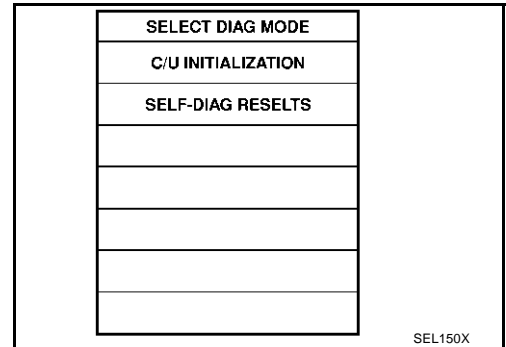 SELECT DIAG MODE
C/U INITIALIZATION
SELF-DIAG RESELTS
SEL150X